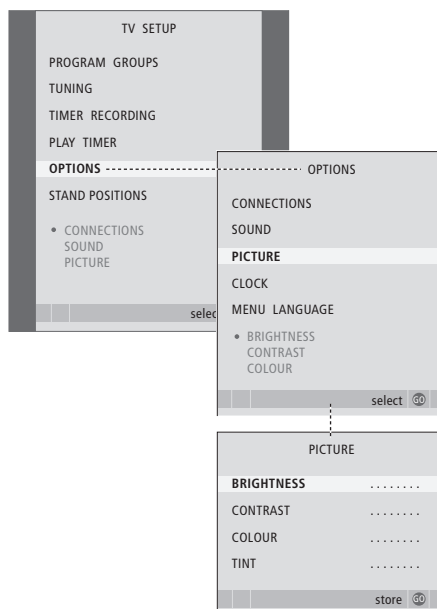 TV SETUP
PROGRAM GROUPS
TUNING
TIMER RECORDING
PLAY TIMER
OPTIONS
STAND POSITIONS
• CONNECTIONS
SOUND
PICTURE
selec
OPTIONS
CONNECTIONS
SOUND
PICTURE
CLOCK
MENU LANGUAGE
• BRIGHTNESS
CONTRAST
COLOUR
select GO
PICTURE
BRIGHTNESS ........
CONTRAST ........
COLOUR ........
TINT ........
store GO